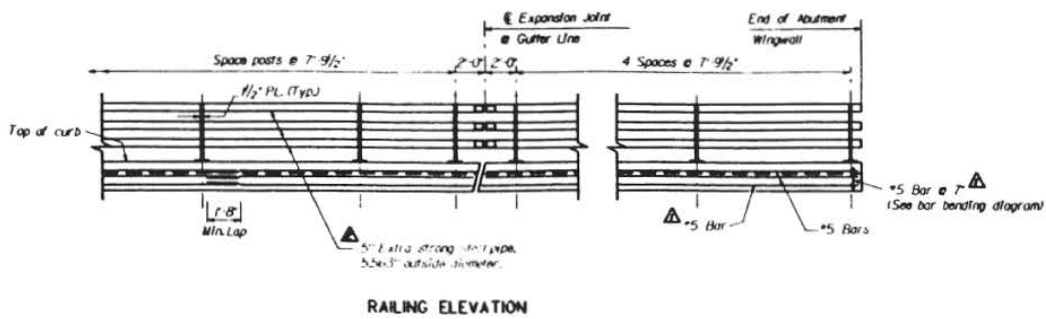 ℄ Expansion Joint
@ Gutter Line
End of Abutment
Wingwall
Space posts @ 7'-9½"
2'-0"
2'-0"
4 Spaces @ 7'-9½"
1½" PL. (Typ.)
Top of curb
1'-8"
Min. Lap
5" Extra strong steel pipe,
5.563" outside diameter.
#5 Bar
#5 Bars
#5 Bar @ 7"
(See bar bending diagram)
RAILING ELEVATION